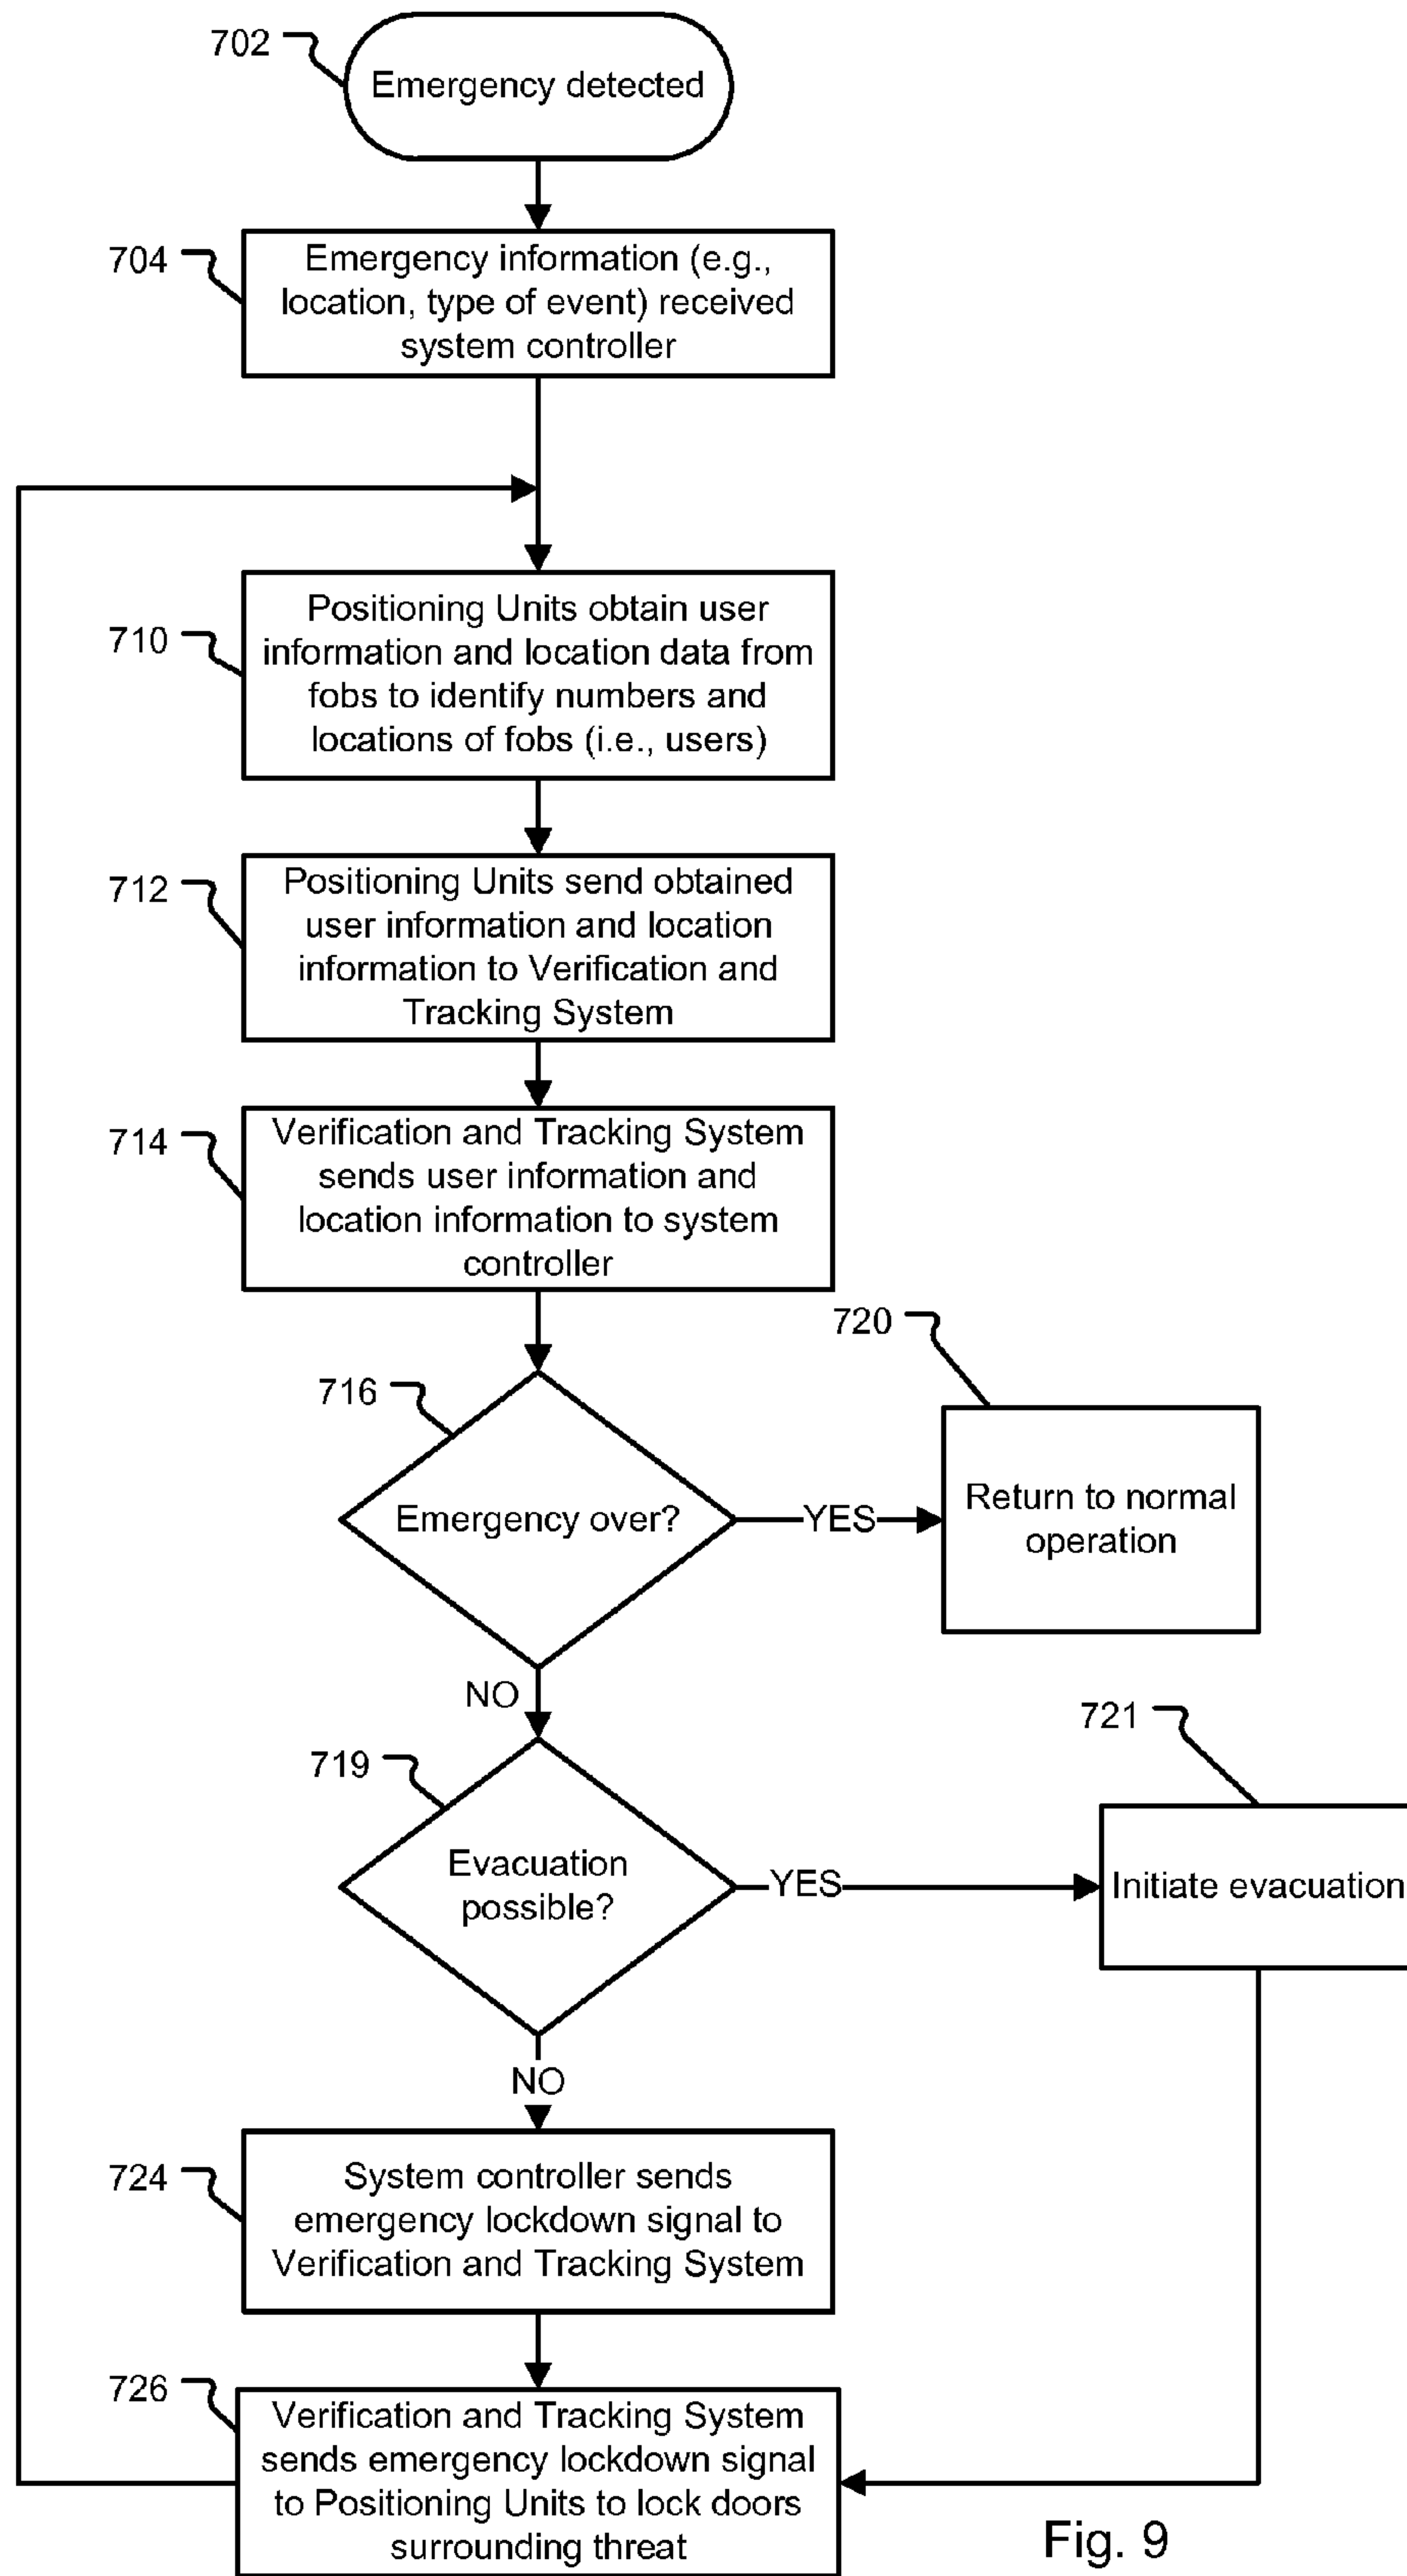 702
Emergency detected
704
Emergency information (e.g.,
location, type of event) received
system controller
710
Positioning Units obtain user
information and location data from
fobs to identify numbers and
locations of fobs (i.e., users)
712
Positioning Units send obtained
user information and location
information to Verification and
Tracking System
714
Verification and Tracking System
sends user information and
location information to system
controller
716
Emergency over?
YES
720
Return to normal
operation
NO
719
Evacuation
possible?
YES
721
Initiate evacuation
NO
724
System controller sends
emergency lockdown signal to
Verification and Tracking System
726
Verification and Tracking System
sends emergency lockdown signal
to Positioning Units to lock doors
surrounding threat
Fig. 9